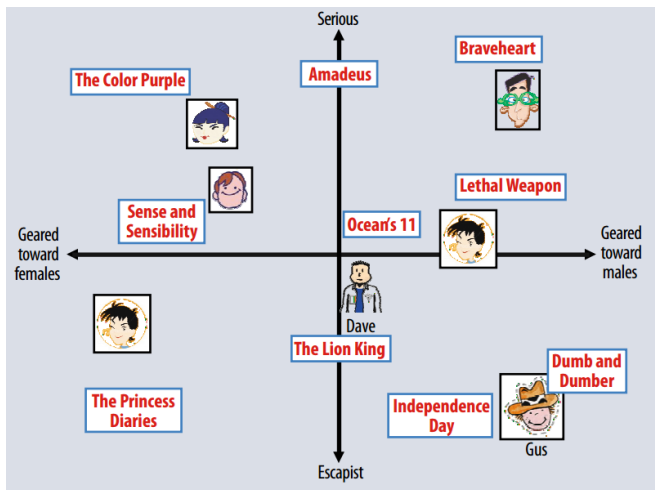 Serious
Braveheart
Amadeus
The Color Purple
Lethal Weapon
Sense and
Sensibility
Ocean's 11
Geared
toward
females
Geared
toward
males
Dave
The Lion King
Dumb and
Dumber
The Princess
Diaries
Independence
Day
Gus
Escapist